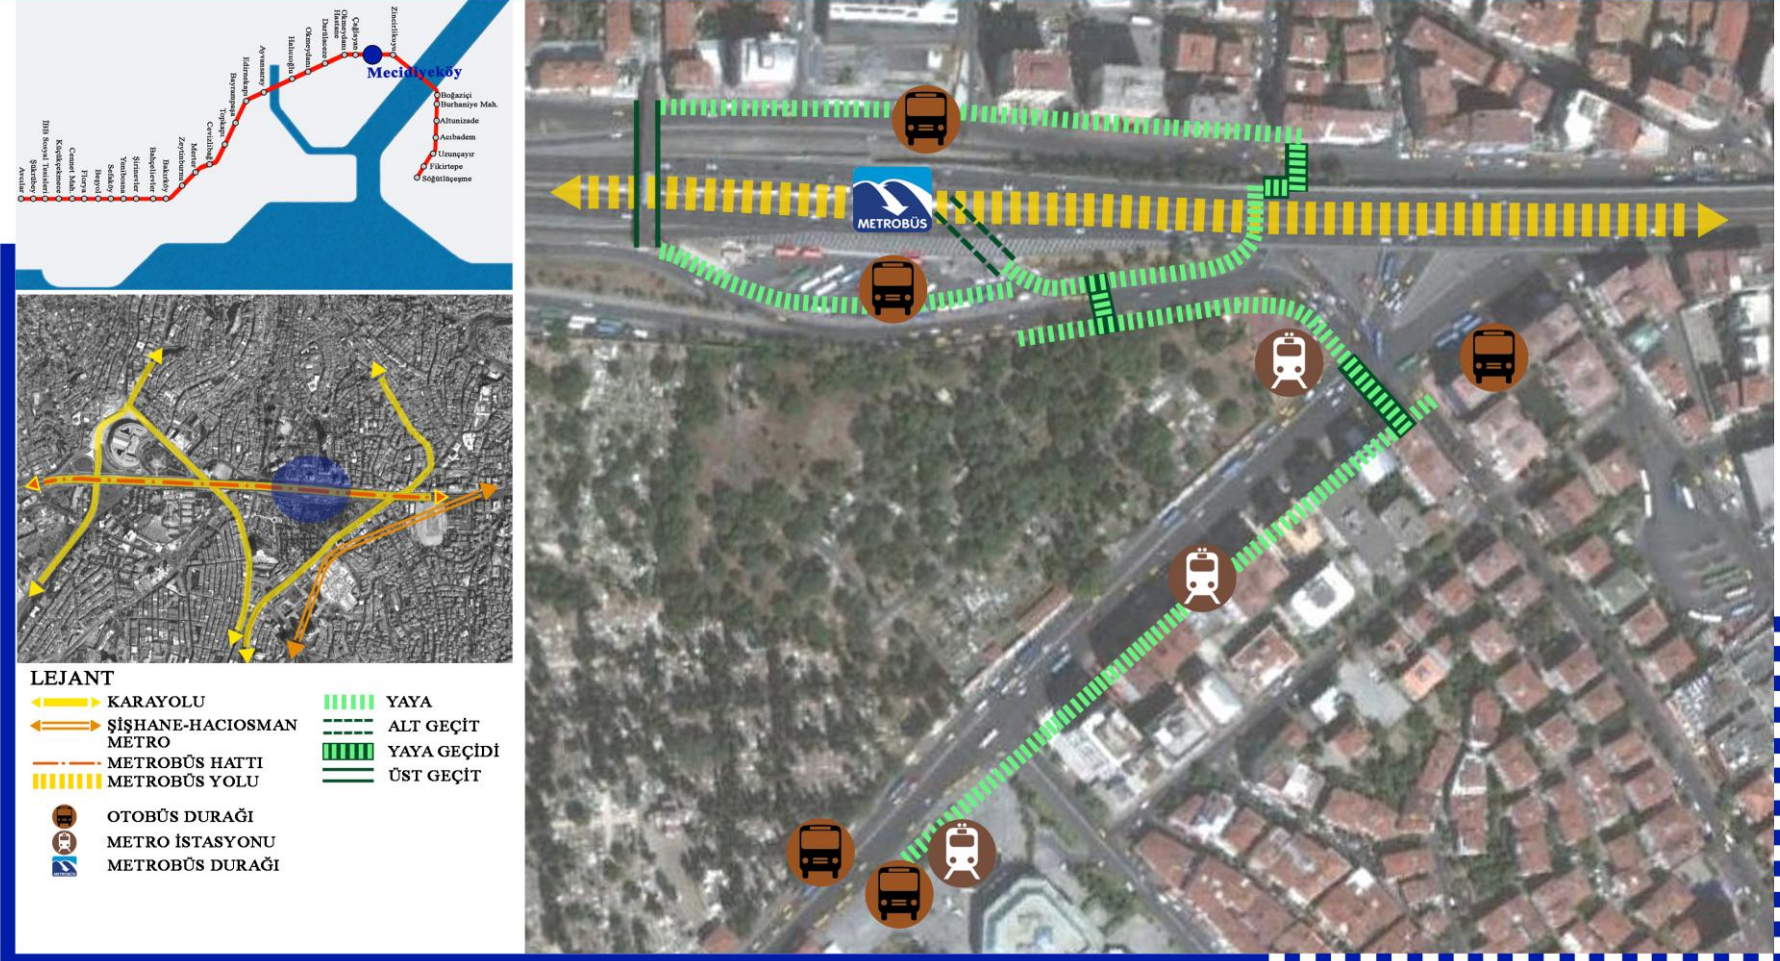 Avcılar
Şükrübey
İBB Sosyal Tesisleri
Küçükçekmece
Cennet Mah.
Florya
Beşyol
Sefaköy
Yenibosna
Şirinevler
Bahçelievler
Bakırköy
Zeytinburnu
Merter
Cevizlibağ
Topkapı
Bayrampaşa
Edirnekapı
Ayvansaray
Halıcıoğlu
Okmeydanı
Darülaceze
Okmeydanı
Hastane
Çağlayan
Mecidiyeköy
Zincirlikuyu
Boğaziçi
Burhaniye Mah.
Altunizade
Acıbadem
Uzunçayır
Fikirtepe
Söğütlüçeşme
METROBÜS
LEJANT
KARAYOLU
ŞİŞHANE-HACIOSMAN
METRO
METROBÜS HATTI
METROBÜS YOLU
YAYA
ALT GEÇİT
YAYA GEÇİDİ
ÜST GEÇİT
OTOBÜS DURAĞI
METRO İSTASYONU
METROBÜS DURAĞI